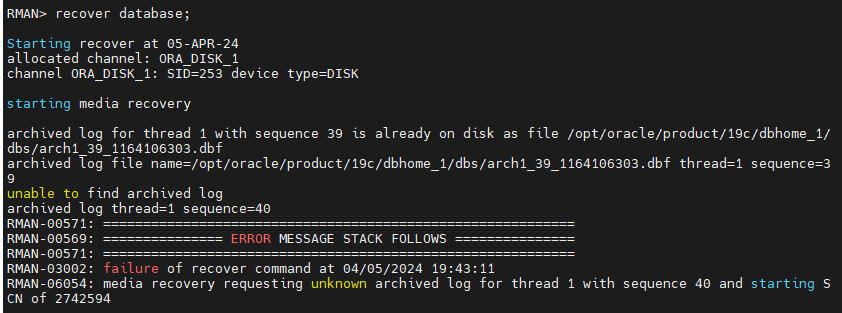 RMAN> recover database;
Starting recover at 05-APR-24
allocated channel: ORA_DISK_1
channel ORA_DISK_1: SID=253 device type=DISK
starting media recovery
archived log for thread 1 with sequence 39 is already on disk as file /opt/oracle/product/19c/dbhome_1/
dbs/arch1_39_1164106303.dbf
archived log file name=/opt/oracle/product/19c/dbhome_1/dbs/arch1_39_1164106303.dbf thread=1 sequence=3
9
unable to find archived log
archived log thread=1 sequence=40
RMAN-00571: ===========================================================
RMAN-00569: =============== ERROR MESSAGE STACK FOLLOWS ===============
RMAN-00571: ===========================================================
RMAN-03002: failure of recover command at 04/05/2024 19:43:11
RMAN-06054: media recovery requesting unknown archived log for thread 1 with sequence 40 and starting S
CN of 2742594